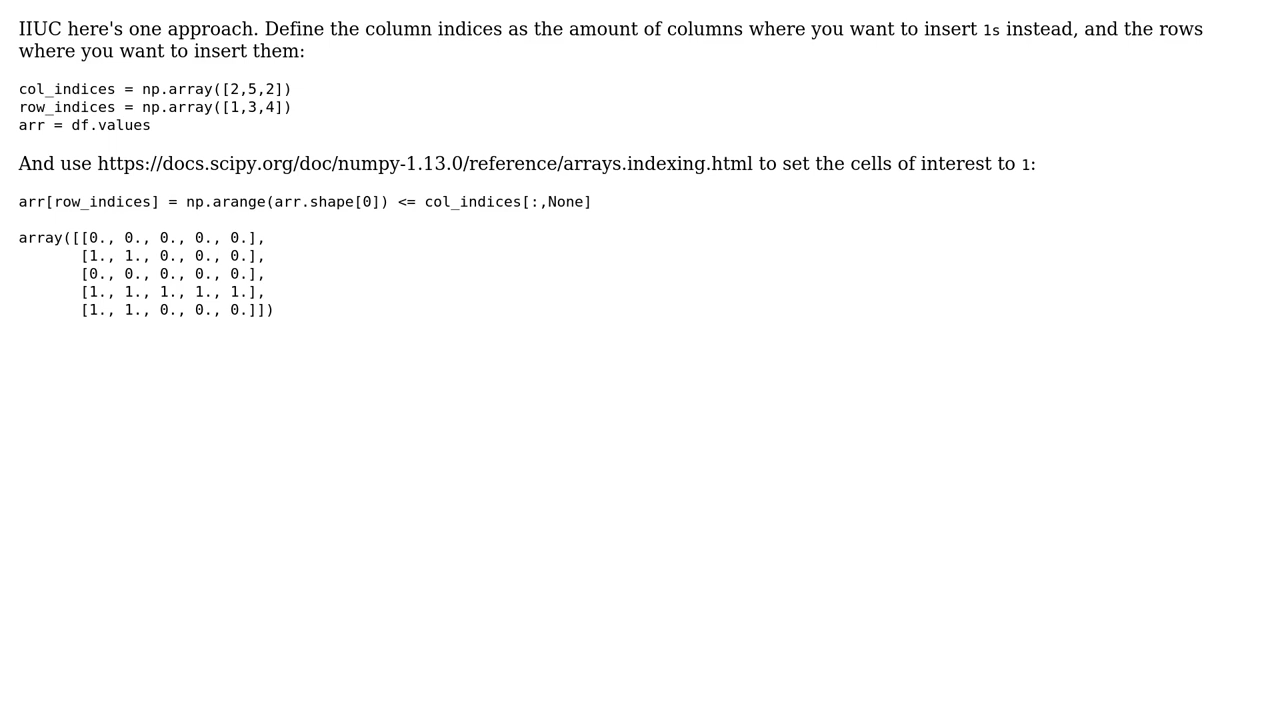 IIUC here's one approach. Define the column indices as the amount of columns where you want to insert 1s instead, and the rows
where you want to insert them:
col_indices = np.array([2,5,2])
row_indices = np.array([1,3,4])
arr = df.values
And use https://docs.scipy.org/doc/numpy-1.13.0/reference/arrays.indexing.html to set the cells of interest to 1:
arr[row_indices] = np.arange(arr.shape[0]) <= col_indices[:,None]
array([[0., 0., 0., 0., 0.],
       [1., 1., 0., 0., 0.],
       [0., 0., 0., 0., 0.],
       [1., 1., 1., 1., 1.],
       [1., 1., 0., 0., 0.]])